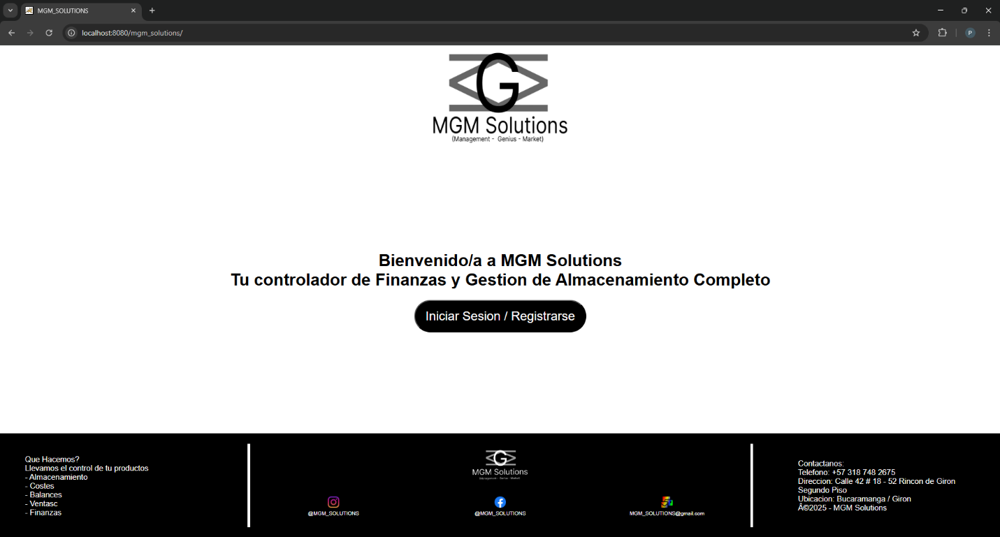 MGM_SOLUTIONS
localhost:8080/mgm_solutions/
P
G
MGM Solutions
(Management - Genius - Market)
Bienvenido/a a MGM Solutions
Tu controlador de Finanzas y Gestion de Almacenamiento Completo
Iniciar Sesion / Registrarse
Que Hacemos?
Llevamos el control de tu productos
- Almacenamiento
- Costes
- Balances
- Ventasc
- Finanzas
G
MGM Solutions
(Management - Genius - Market)
@MGM_SOLUTIONS
@MGM_SOLUTIONS
MGM_SOLUTIONS@gmail.com
Contactanos:
Telefono: +57 318 748 2675
Direccion: Calle 42 # 18 - 52 Rincon de Giron
Segundo Piso
Ubicacion: Bucaramanga / Giron
Â©2025 - MGM Solutions